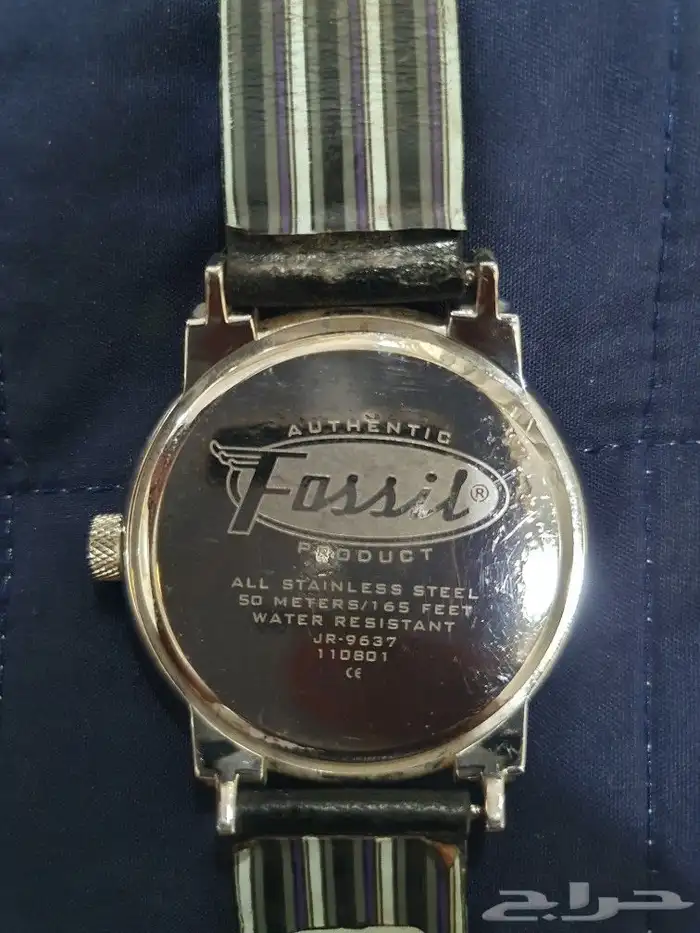 AUTHENTIC
Fossil®
PRODUCT
ALL STAINLESS STEEL
50 METERS/165 FEET
WATER RESISTANT
JR-9637
110801
CE
حراج